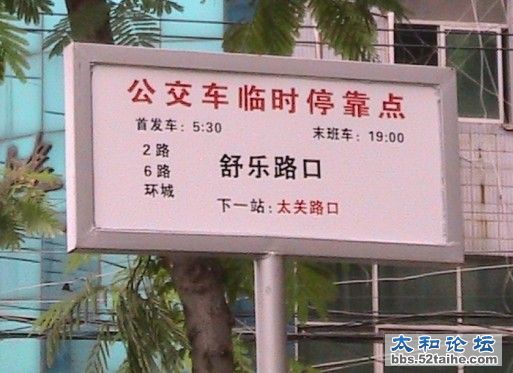 公交车临时停靠点
首发车：5:30 末班车：19:00
2路
6路
环城
舒乐路口
下一站：太关路口
太和论坛
bbs.52taihe.com